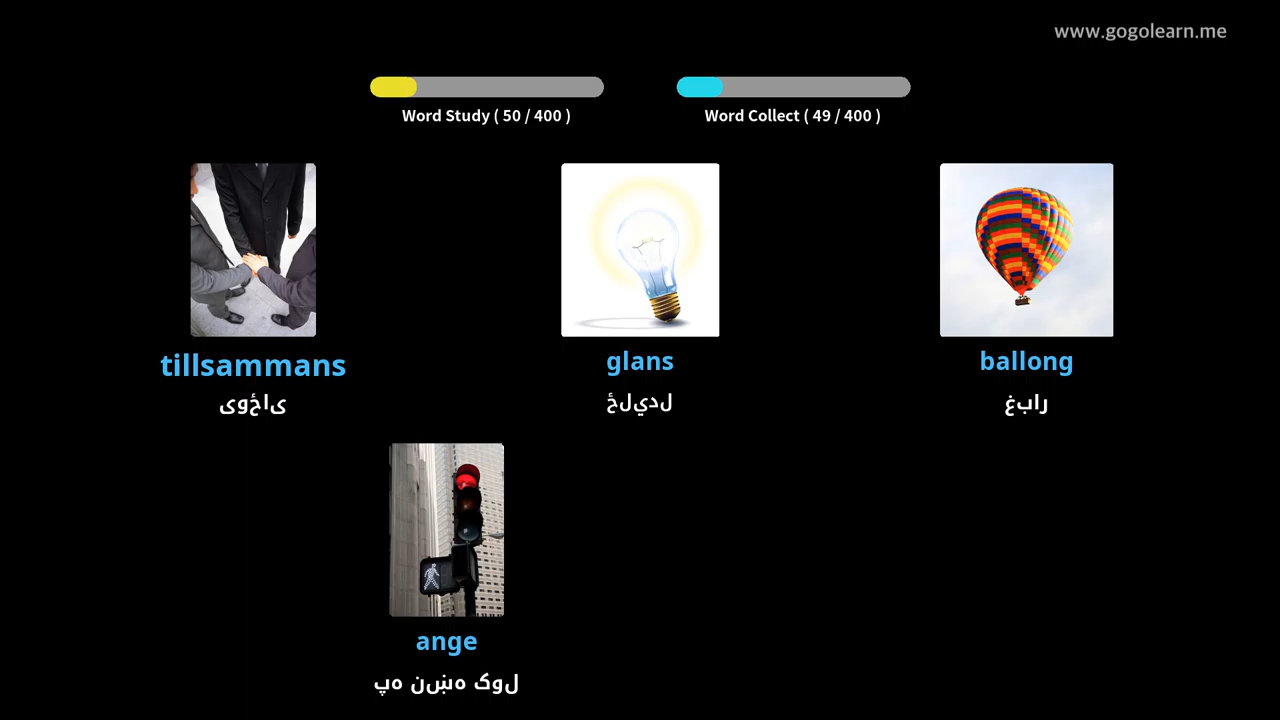 www.gogolearn.me
Word Study ( 50 / 400 )
Word Collect ( 49 / 400 )
tillsammans
یاځوی
glans
لدیلځ
ballong
رابغ
ange
لوک هښن هپ